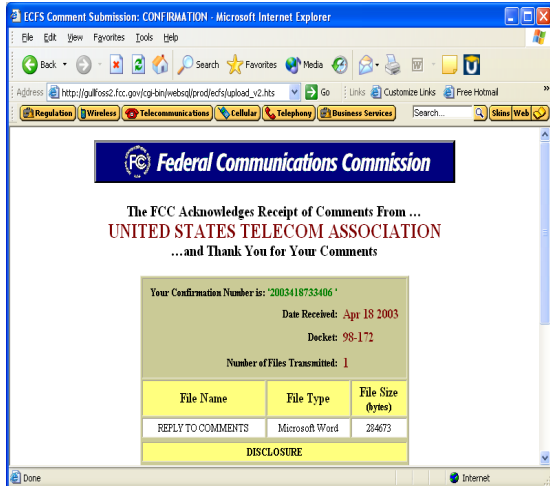 ECFS Comment Submission: CONFIRMATION - Microsoft Internet Explorer
File Edit View Favorites Tools Help
Back Search Favorites Media
Address http://gullfoss2.fcc.gov/cgi-bin/websql/prod/ecfs/upload_v2.hts Go Links Customize Links Free Hotmail »
Regulation Wireless Telecommunications Cellular Telephony Business Services Search... Skins Web
FCC Federal Communications Commission
The FCC Acknowledges Receipt of Comments From ...
UNITED STATES TELECOM ASSOCIATION
...and Thank You for Your Comments
Your Confirmation Number is: '2003418733406 '
Date Received: Apr 18 2003
Docket: 98-172
Number of Files Transmitted: 1
File Name File Type File Size
(bytes)
REPLY TO COMMENTS Microsoft Word 284673
DISCLOSURE
Done Internet